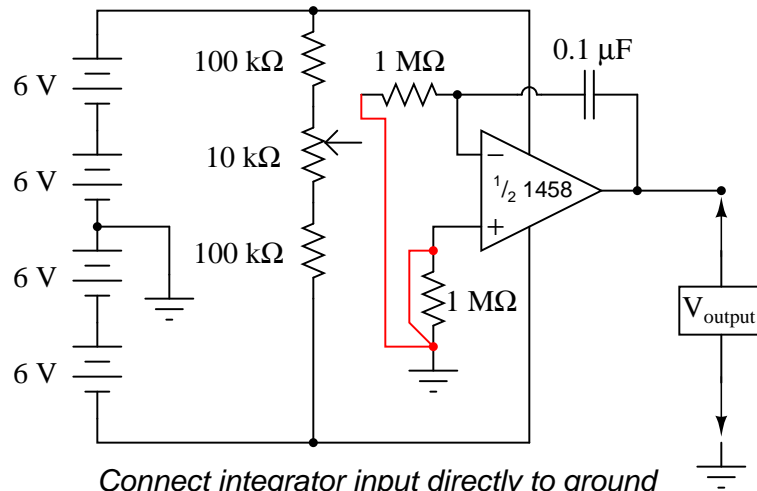 100 kΩ
1 MΩ
0.1 μF
6 V
6 V
10 kΩ
−
1/2 1458
+
6 V
100 kΩ
1 MΩ
Voutput
6 V
Connect integrator input directly to ground